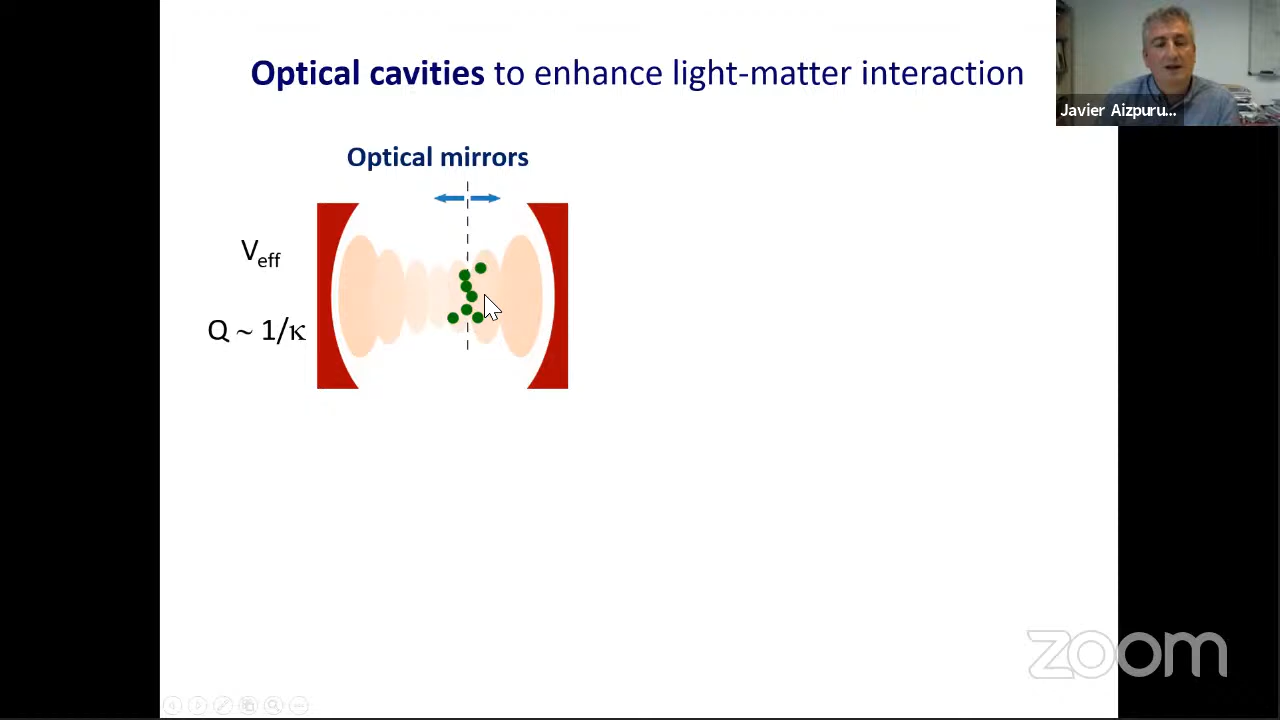 Optical cavities to enhance light-matter interaction
Javier Aizpuru...
Optical mirrors
Veff
Q ~ 1/κ
zoom